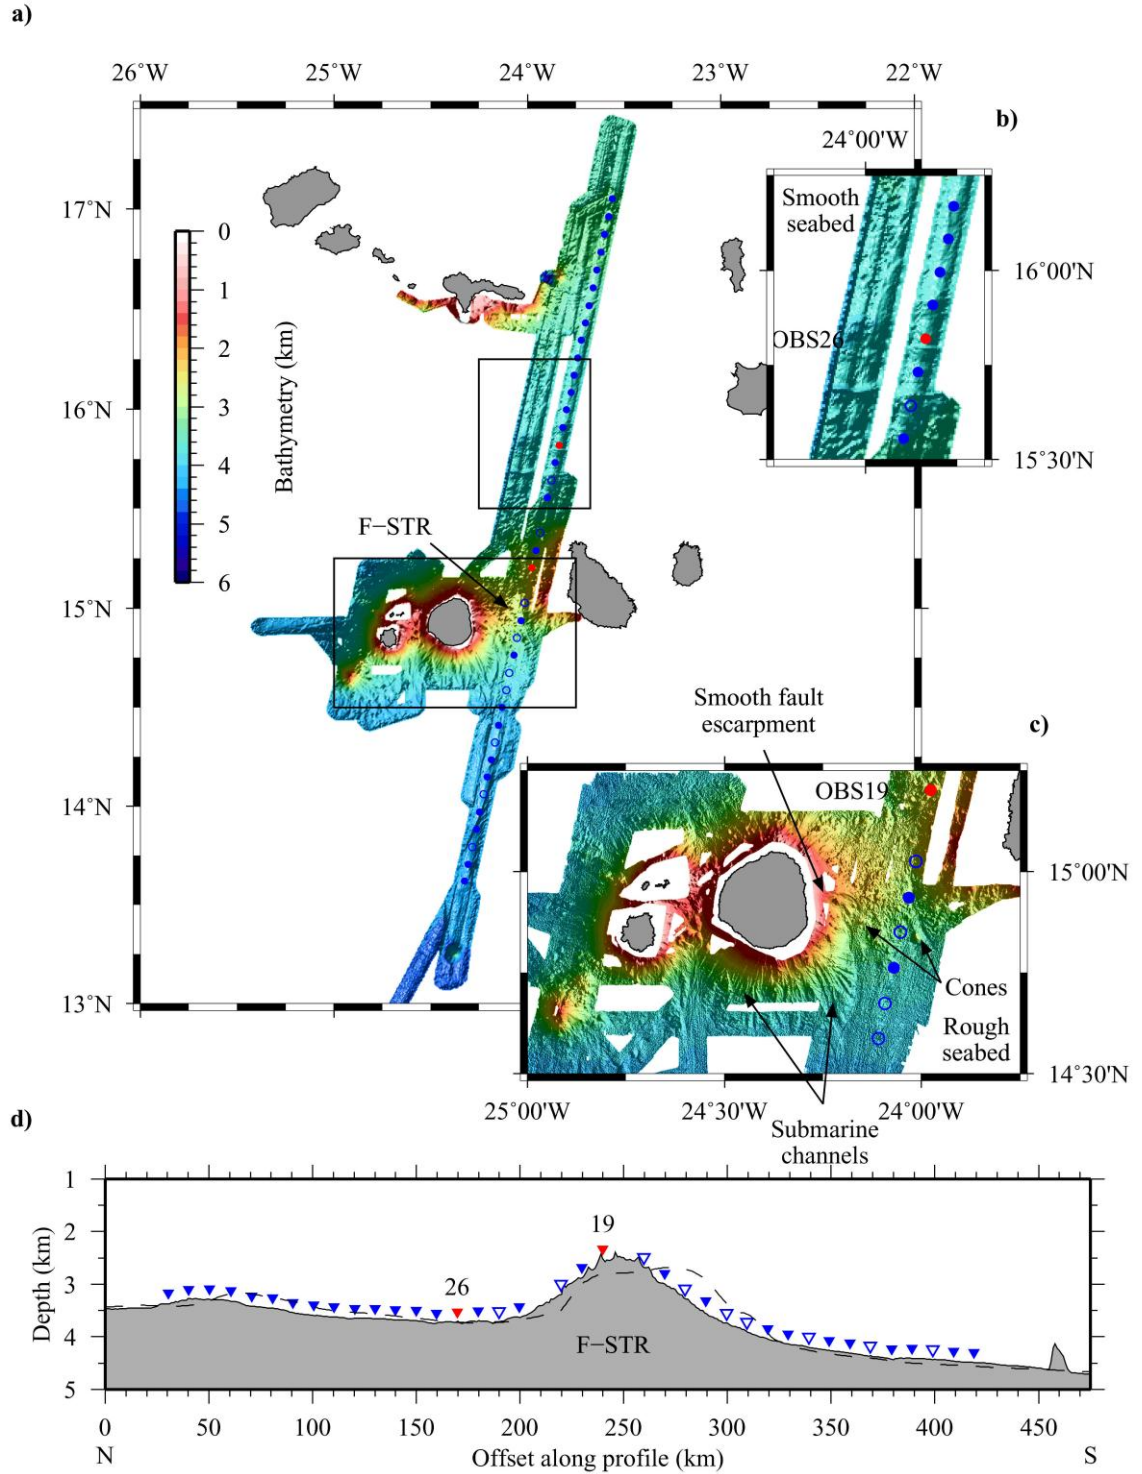 a)
26°W 25°W 24°W 23°W 22°W
b)
24°00'W
Smooth
seabed
17°N
0
1
2
3
4
5
6
Bathymetry (km)
16°00'N
OBS26
16°N
15°30'N
F−STR
15°N
Smooth fault
escarpment
c)
14°N
OBS19
15°00'N
Cones
Rough
seabed
13°N
14°30'N
25°00'W 24°30'W 24°00'W
Submarine
channels
d)
1
2
3
4
5
Depth (km)
19
26
F−STR
0 50 100 150 200 250 300 350 400 450
N Offset along profile (km) S